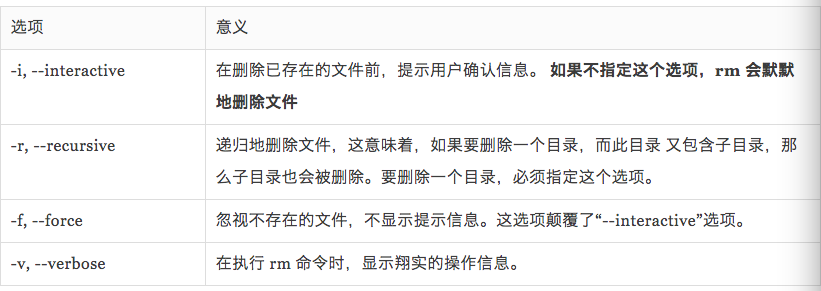 选项 意义
-i, --interactive 在删除已存在的文件前，提示用户确认信息。 如果不指定这个选项，rm 会默默
地删除文件
-r, --recursive 递归地删除文件，这意味着，如果要删除一个目录，而此目录 又包含子目录，那
么子目录也会被删除。要删除一个目录，必须指定这个选项。
-f, --force 忽视不存在的文件，不显示提示信息。这选项颠覆了“--interactive”选项。
-v, --verbose 在执行 rm 命令时，显示翔实的操作信息。